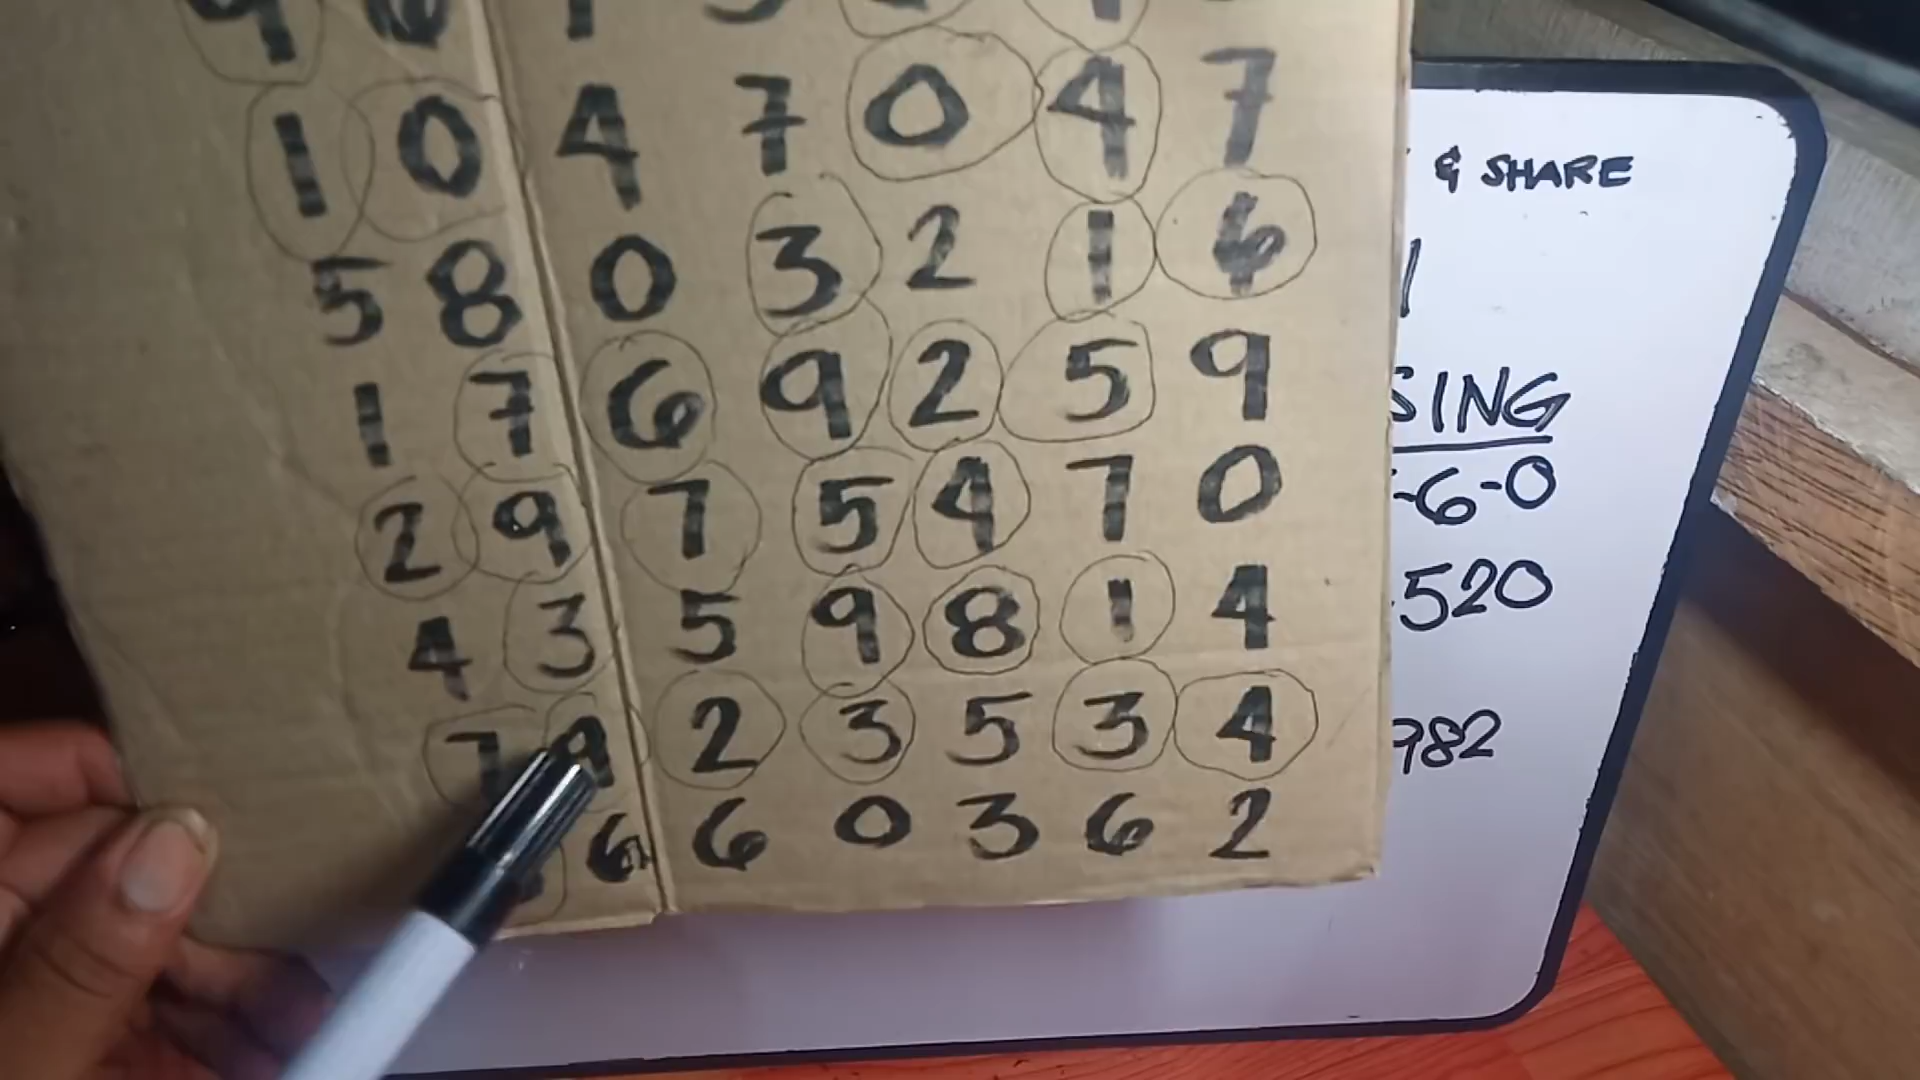 1 0 4 7 0 4 7
5 8 0 3 2 1 6
1 7 6 9 2 5 9
2 9 7 5 4 7 0
4 3 5 9 8 1 4
7 9 2 3 5 3 4
6 6 0 3 6 2
& SHARE
SING
-6-0
520
982